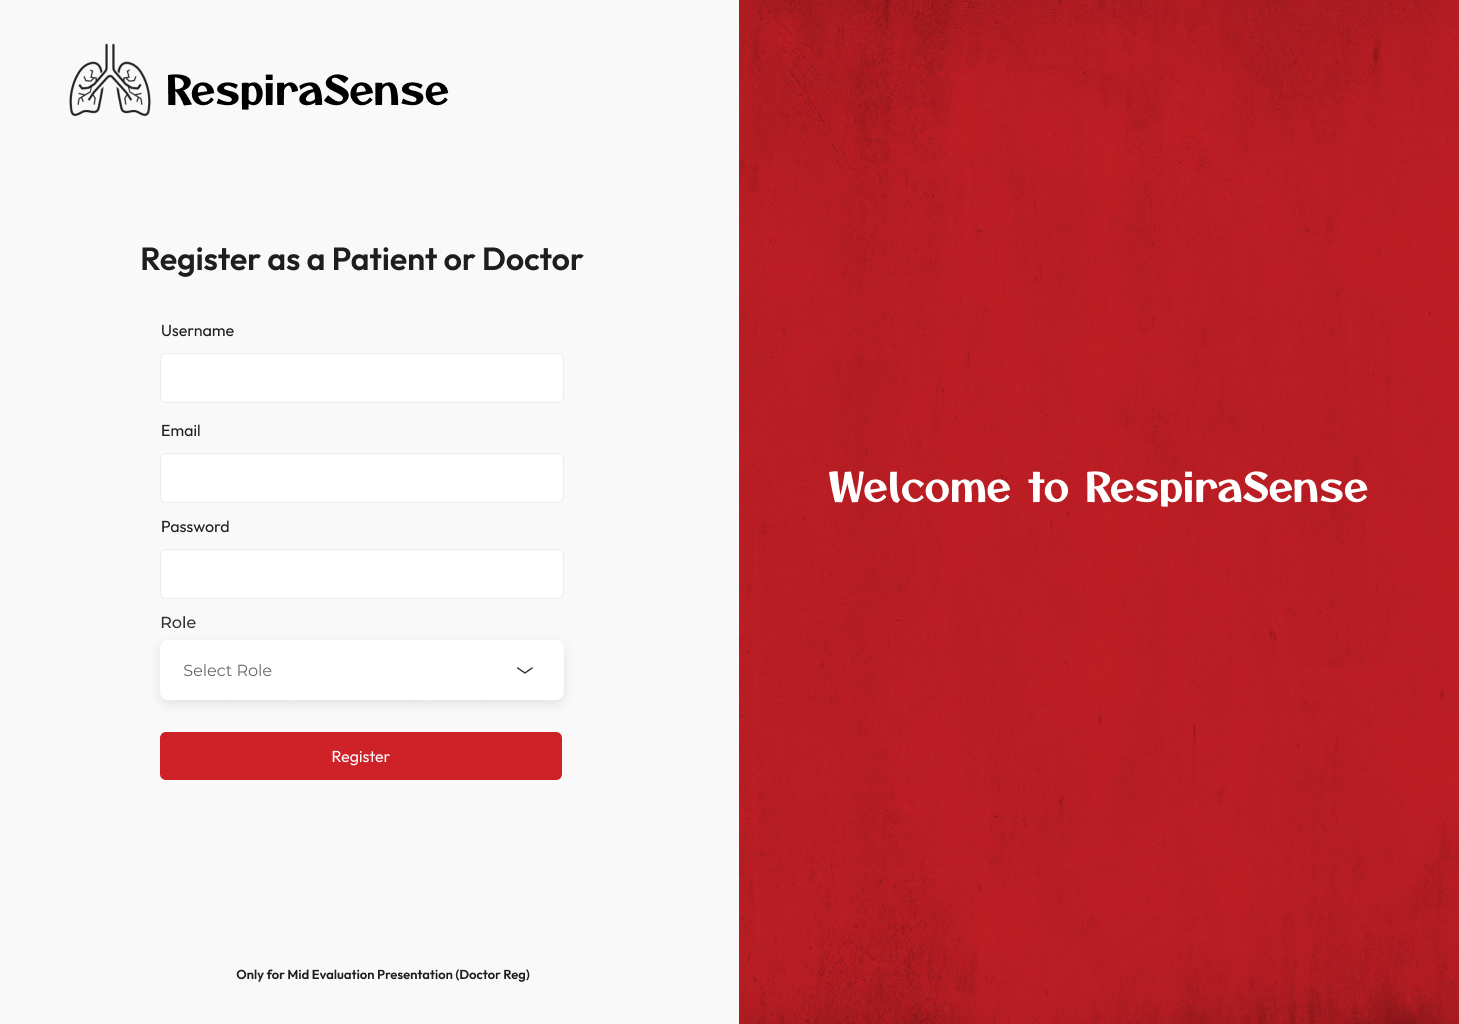 RespiraSense
Register as a Patient or Doctor
Username
Email
Password
Role
Select Role
Register
Only for Mid Evaluation Presentation (Doctor Reg)
Welcome to RespiraSense